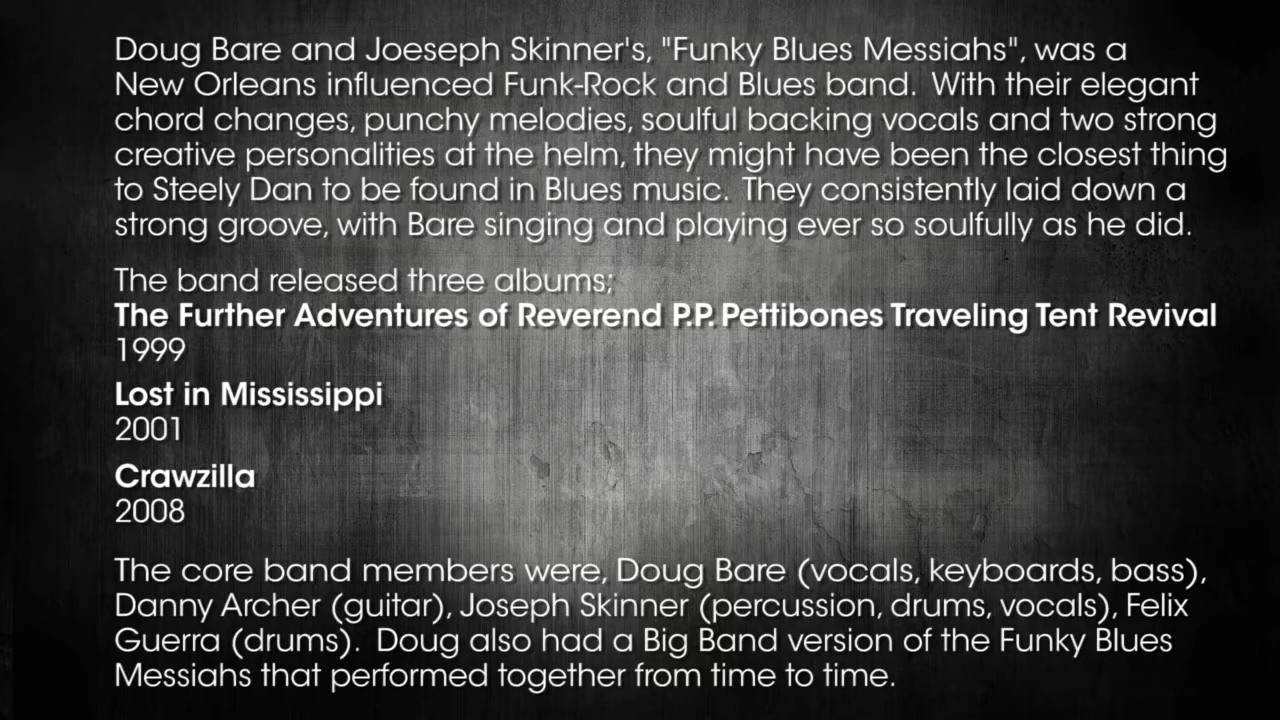 Doug Bare and Joeseph Skinner's, "Funky Blues Messiahs", was a
New Orleans influenced Funk-Rock and Blues band. With their elegant
chord changes, punchy melodies, soulful backing vocals and two strong
creative personalities at the helm, they might have been the closest thing
to Steely Dan to be found in Blues music. They consistently laid down a
strong groove, with Bare singing and playing ever so soulfully as he did.
The band released three albums;
The Further Adventures of Reverend P.P. Pettibones Traveling Tent Revival
1999
Lost in Mississippi
2001
Crawzilla
2008
The core band members were, Doug Bare (vocals, keyboards, bass),
Danny Archer (guitar), Joseph Skinner (percussion, drums, vocals), Felix
Guerra (drums). Doug also had a Big Band version of the Funky Blues
Messiahs that performed together from time to time.